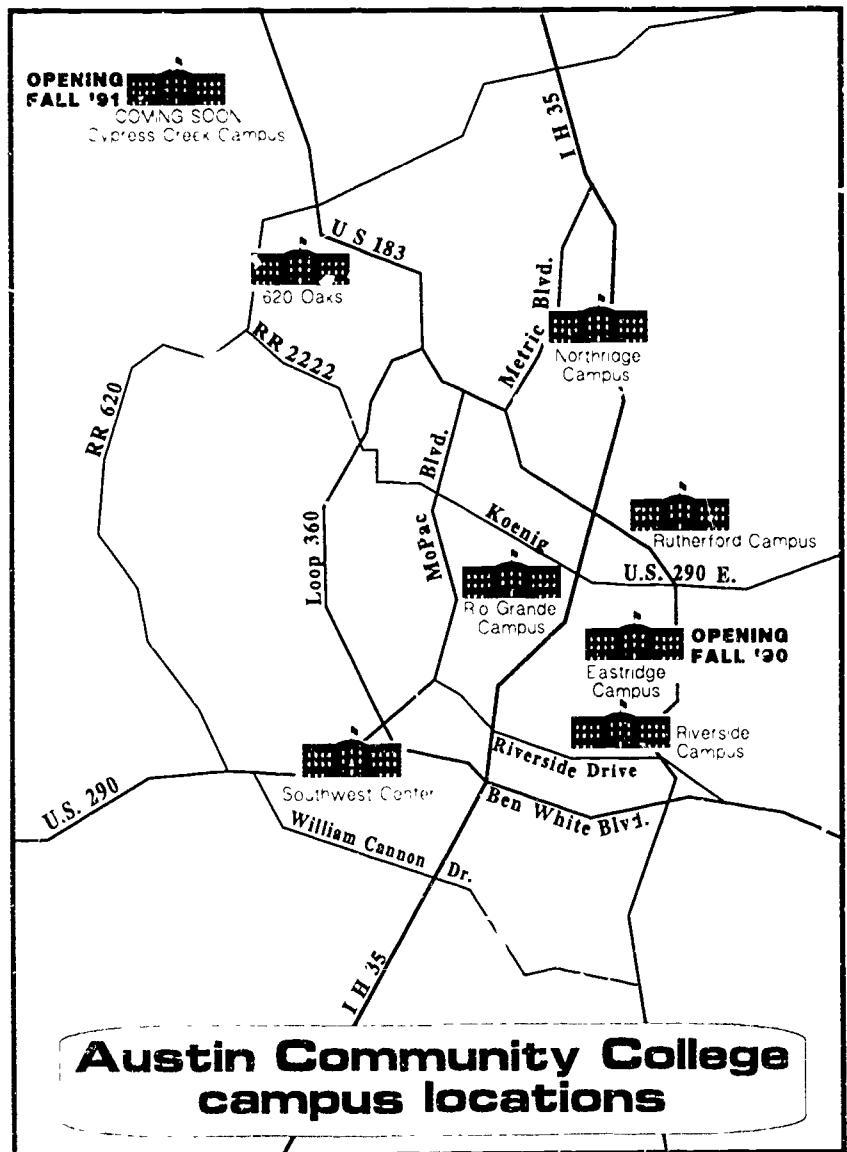 OPENING
FALL '91
COMING SOON
Cypress Creek Campus
I H 35
U S 183
620 Oaks
RR 2222
Metric Blvd.
Northridge
Campus
RR 620
Blvd.
MoPac
Loop 360
Koenig
Rutherford Campus
U.S. 290 E.
Rio Grande
Campus
OPENING
FALL '90
Eastridge
Campus
Riverside
Campus
Riverside Drive
Southwest Center
Ben White Blvd.
U.S. 290
William Cannon Dr.
I H 35
Austin Community College
campus locations